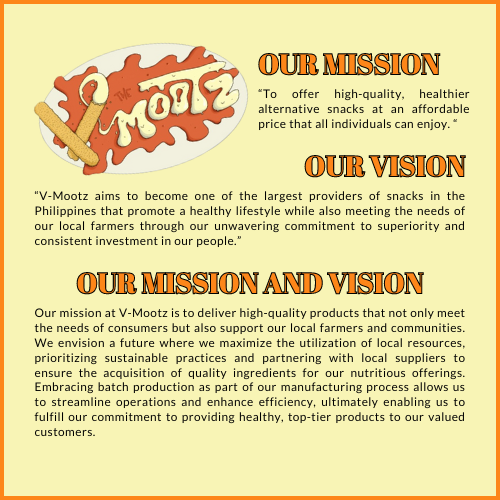 THE
V MOOTZ
OUR MISSION
“To offer high-quality, healthier
alternative snacks at an affordable
price that all individuals can enjoy. “
OUR VISION
“V-Mootz aims to become one of the largest providers of snacks in the
Philippines that promote a healthy lifestyle while also meeting the needs of
our local farmers through our unwavering commitment to superiority and
consistent investment in our people.”
OUR MISSION AND VISION
Our mission at V-Mootz is to deliver high-quality products that not only meet
the needs of consumers but also support our local farmers and communities.
We envision a future where we maximize the utilization of local resources,
prioritizing sustainable practices and partnering with local suppliers to
ensure the acquisition of quality ingredients for our nutritious offerings.
Embracing batch production as part of our manufacturing process allows us
to streamline operations and enhance efficiency, ultimately enabling us to
fulfill our commitment to providing healthy, top-tier products to our valued
customers.